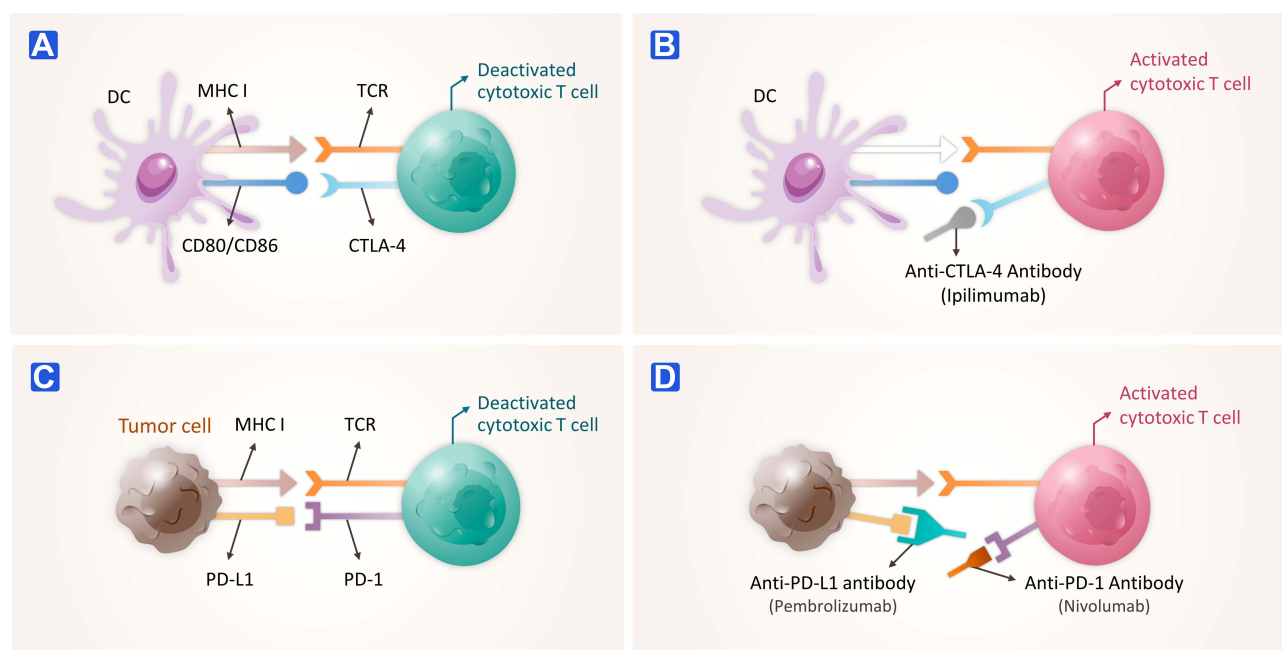 A
DC
MHC I
TCR
Deactivated
cytotoxic T cell
CD80/CD86
CTLA-4
B
DC
Activated
cytotoxic T cell
Anti-CTLA-4 Antibody
(Ipilimumab)
C
Tumor cell
MHC I
TCR
Deactivated
cytotoxic T cell
PD-L1
PD-1
D
Activated
cytotoxic T cell
Anti-PD-L1 antibody
(Pembrolizumab)
Anti-PD-1 Antibody
(Nivolumab)